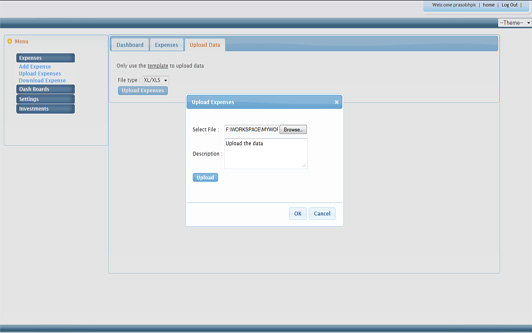 Welcome prasobhps | home | Log Out |
-Theme-
Menu
Expenses
Add Expense
Upload Expenses
Download Expense
Dash Boards
Settings
Investments
Dashboard
Expenses
Upload Data
Only use the template to upload data
File type : XL/XLS
Upload Expenses
Upload Expenses
Select File :
F:\WORKSPACE\MYWOR
Browse...
Description :
Upload the data
Upload
OK
Cancel